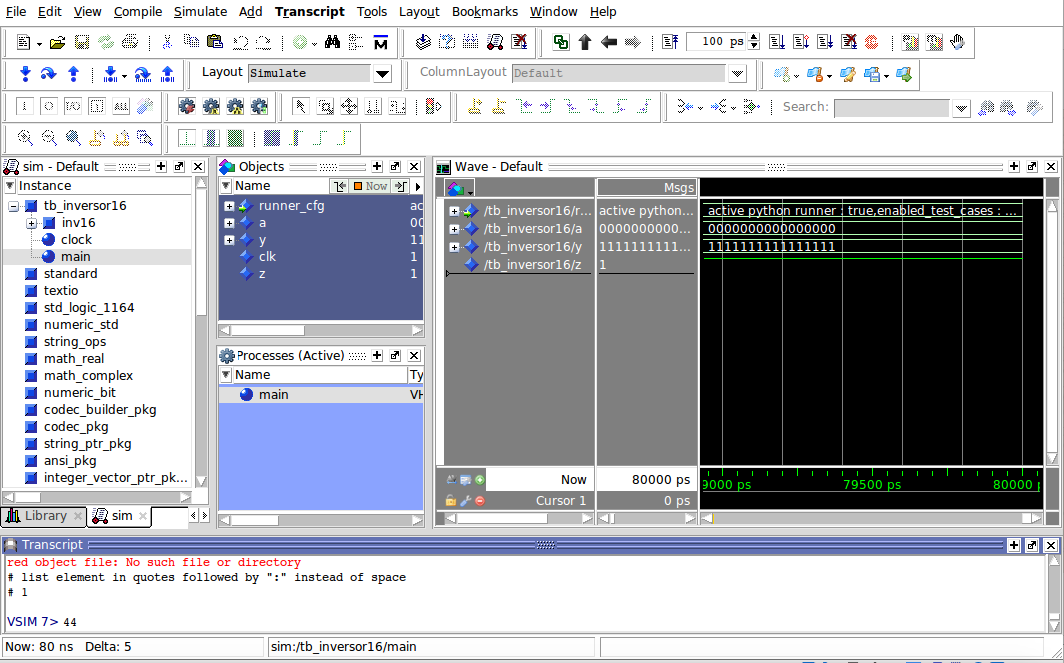 File Edit View Compile Simulate Add Transcript Tools Layout Bookmarks Window Help
100 ps
Layout Simulate
ColumnLayout Default
Search:
sim - Default
Instance
tb_inversor16
inv16
clock
main
standard
textio
std_logic_1164
numeric_std
string_ops
math_real
math_complex
numeric_bit
codec_builder_pkg
codec_pkg
string_ptr_pkg
ansi_pkg
integer_vector_ptr_pk...
Library
sim
Objects
Name
Now
runner_cfg ac
a 00
y 11
clk 1
z 1
Processes (Active)
Name Ty
main VH
Wave - Default
Msgs
/tb_inversor16/r... active python... active python runner : true,enabled_test_cases : ...
/tb_inversor16/a 0000000000... 0000000000000000
/tb_inversor16/y 1111111111... 1111111111111111
/tb_inversor16/z 1
Now 80000 ps
Cursor 1 0 ps
9000 ps 79500 ps 80000 p
Transcript
red object file: No such file or directory
# list element in quotes followed by ":" instead of space
# 1
VSIM 7> 44
Now: 80 ns Delta: 5
sim:/tb_inversor16/main